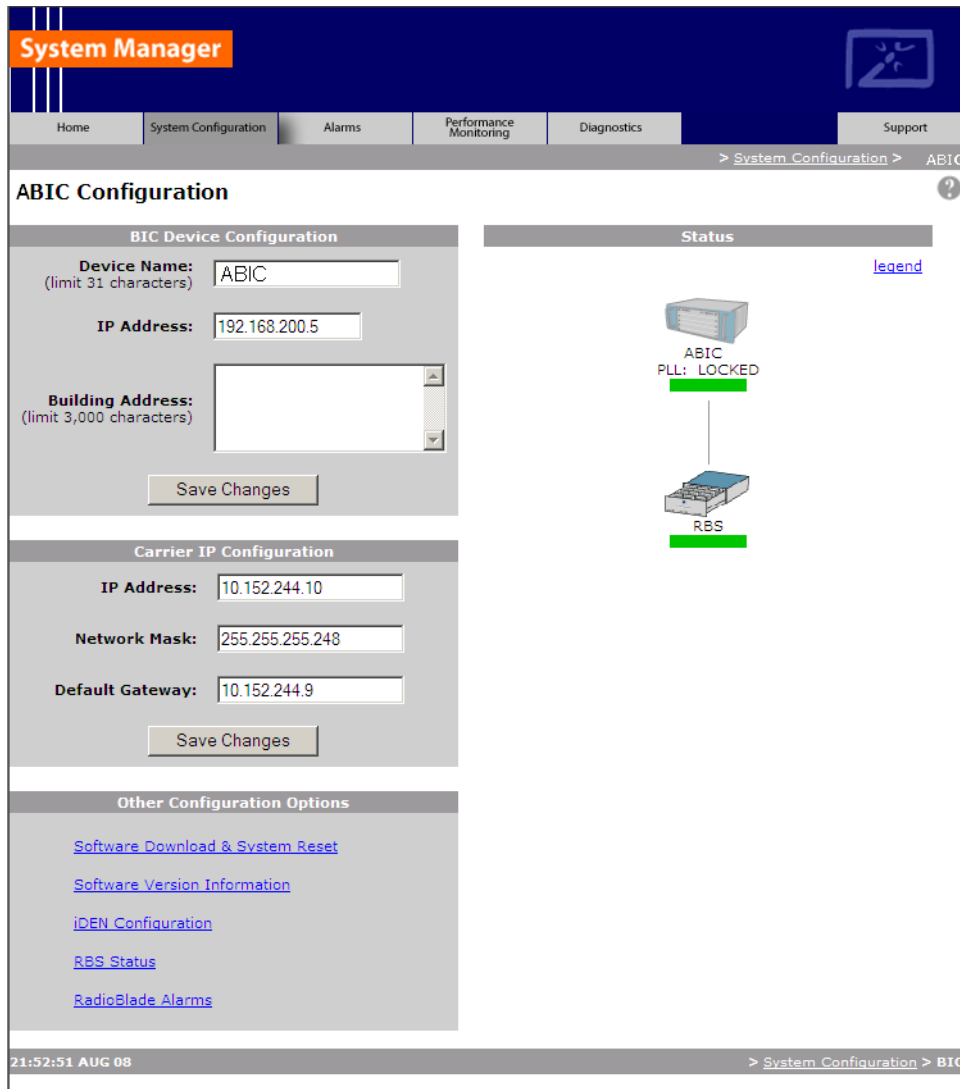 System Manager
Home
System Configuration
Alarms
Performance
Monitoring
Diagnostics
Support
> System Configuration > ABIC
ABIC Configuration
?
BIC Device Configuration
Device Name:
(limit 31 characters)
ABIC
IP Address:
192.168.200.5
Building Address:
(limit 3,000 characters)
Save Changes
Carrier IP Configuration
IP Address:
10.152.244.10
Network Mask:
255.255.255.248
Default Gateway:
10.152.244.9
Save Changes
Other Configuration Options
Software Download & System Reset
Software Version Information
iDEN Configuration
RBS Status
RadioBlade Alarms
Status
legend
ABIC
PLL: LOCKED
RBS
21:52:51 AUG 08
> System Configuration > BIC